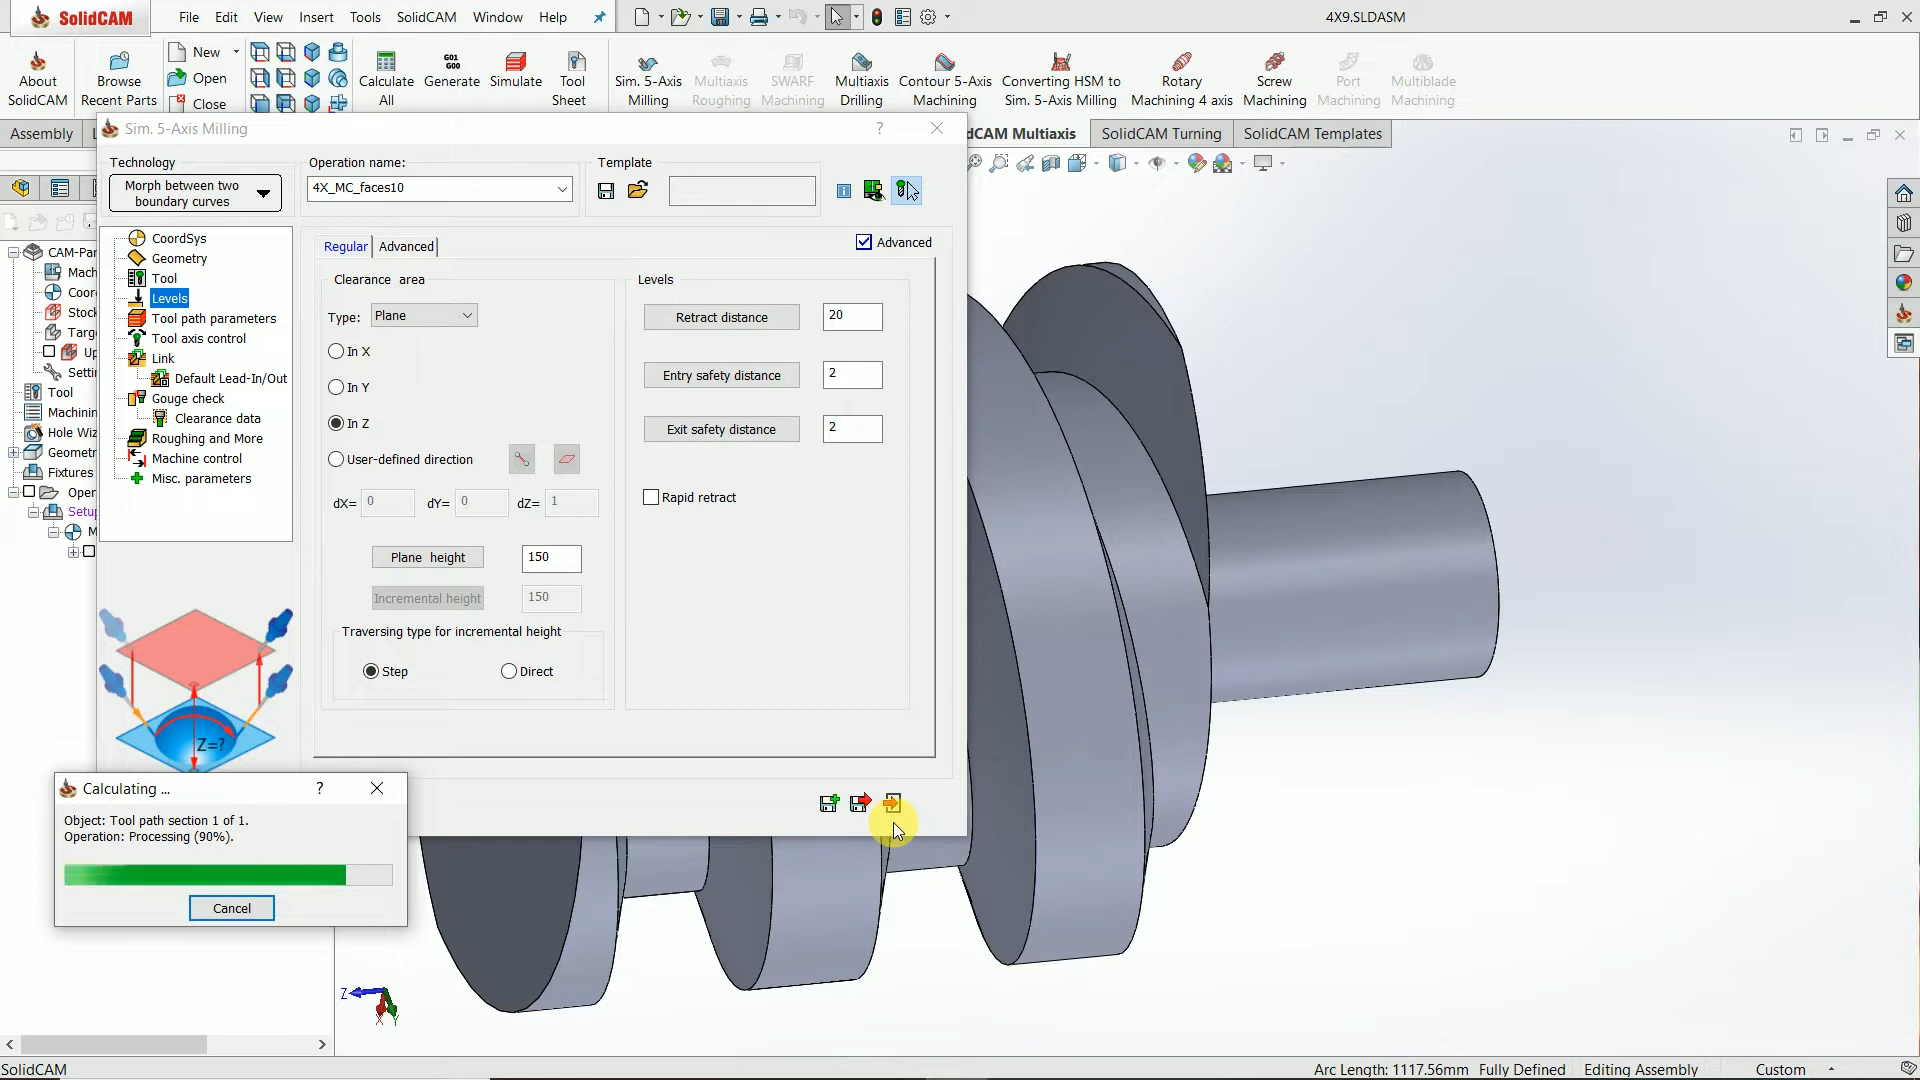 SolidCAM File Edit View Insert Tools SolidCAM Window Help 4X9.SLDASM
About SolidCAM
Browse Recent Parts
New
Open
Close
Calculate All
G01 G00
Generate
Simulate
Tool Sheet
Sim. 5-Axis Milling
Multiaxis Roughing
SWARF Machining
Multiaxis Drilling
Contour 5-Axis Machining
Converting HSM to Sim. 5-Axis Milling
Rotary Machining 4 axis
Screw Machining
Port Machining
Multiblade Machining
Assembly
dCAM Multiaxis SolidCAM Turning SolidCAM Templates
Sim. 5-Axis Milling ?
Technology
Morph between two
boundary curves
Operation name:
4X_MC_faces10
Template
CoordSys
Geometry
Tool
Levels
Tool path parameters
Tool axis control
Link
Default Lead-In/Out
Gouge check
Clearance data
Roughing and More
Machine control
Misc. parameters
Z=?
Regular Advanced
Advanced
Clearance area
Type: Plane
In X
In Y
In Z
User-defined direction
dX= 0 dY= 0 dZ= 1
Plane height 150
Incremental height 150
Traversing type for incremental height
Step Direct
Levels
Retract distance 20
Entry safety distance 2
Exit safety distance 2
Rapid retract
CAM-Par
Mach
Coor
Stoc
Targ
Up
Setti
Tool
Machinin
Hole Wiz
Geomet
Fixtures
Oper
Setup
M
Calculating ... ?
Object: Tool path section 1 of 1.
Operation: Processing (90%).
Cancel
Z
X
Y
SolidCAM Arc Length: 1117.56mm Fully Defined Editing Assembly Custom